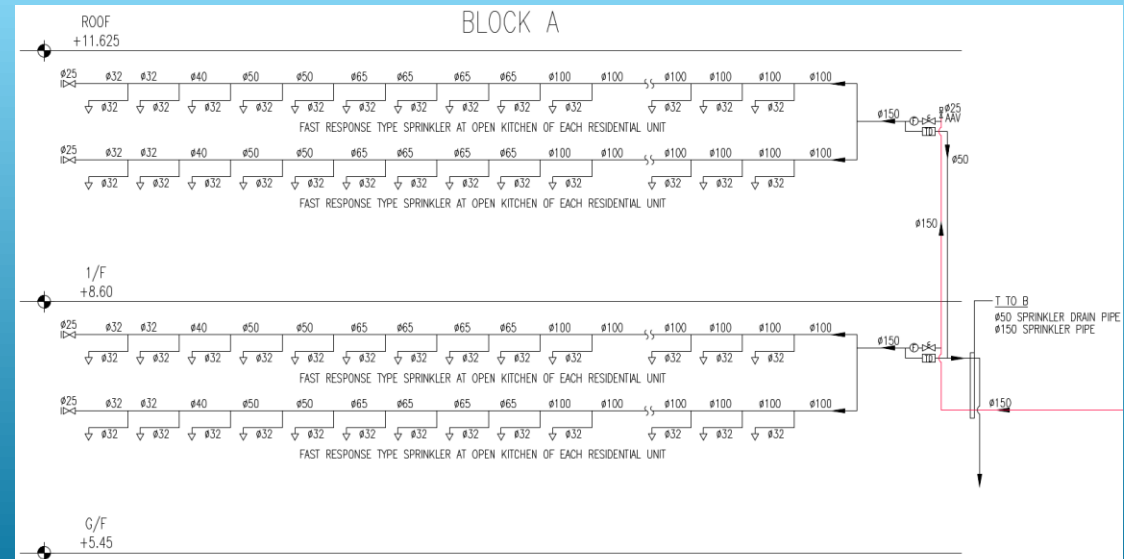 BLOCK A
ROOF
+11.625
ø25 ø32 ø32 ø40 ø50 ø50 ø65 ø65 ø65 ø65 ø100 ø100 ø100 ø100 ø100 ø100
ø32 ø32 ø32 ø32 ø32 ø32 ø32 ø32 ø32 ø32 ø32 ø32 ø32
FAST RESPONSE TYPE SPRINKLER AT OPEN KITCHEN OF EACH RESIDENTIAL UNIT
ø150
F
TD
ø25
AAV
ø50
ø25 ø32 ø32 ø40 ø50 ø50 ø65 ø65 ø65 ø65 ø100 ø100 ø100 ø100 ø100 ø100
ø32 ø32 ø32 ø32 ø32 ø32 ø32 ø32 ø32 ø32 ø32 ø32 ø32
FAST RESPONSE TYPE SPRINKLER AT OPEN KITCHEN OF EACH RESIDENTIAL UNIT
ø150
1/F
+8.60
T TO B
ø50 SPRINKLER DRAIN PIPE
ø150 SPRINKLER PIPE
ø25 ø32 ø32 ø40 ø50 ø50 ø65 ø65 ø65 ø65 ø100 ø100 ø100 ø100 ø100 ø100
ø32 ø32 ø32 ø32 ø32 ø32 ø32 ø32 ø32 ø32 ø32 ø32 ø32
FAST RESPONSE TYPE SPRINKLER AT OPEN KITCHEN OF EACH RESIDENTIAL UNIT
ø150
F
TD
ø150
ø25 ø32 ø32 ø40 ø50 ø50 ø65 ø65 ø65 ø65 ø100 ø100 ø100 ø100 ø100 ø100
ø32 ø32 ø32 ø32 ø32 ø32 ø32 ø32 ø32 ø32 ø32 ø32 ø32
FAST RESPONSE TYPE SPRINKLER AT OPEN KITCHEN OF EACH RESIDENTIAL UNIT
G/F
+5.45